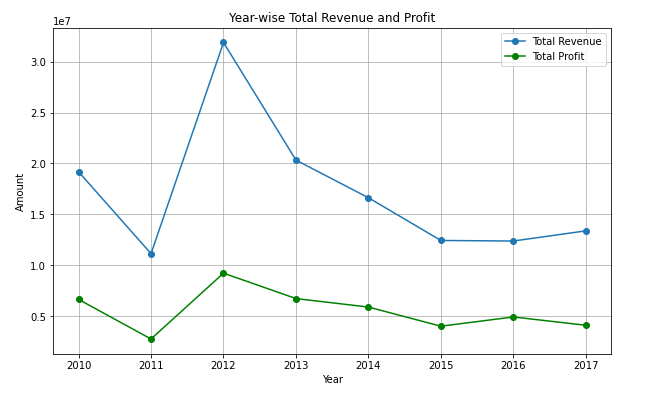 Year-wise Total Revenue and Profit
1e7
Total Revenue
Total Profit
3.0
2.5
2.0
1.5
1.0
0.5
Amount
2010 2011 2012 2013 2014 2015 2016 2017
Year